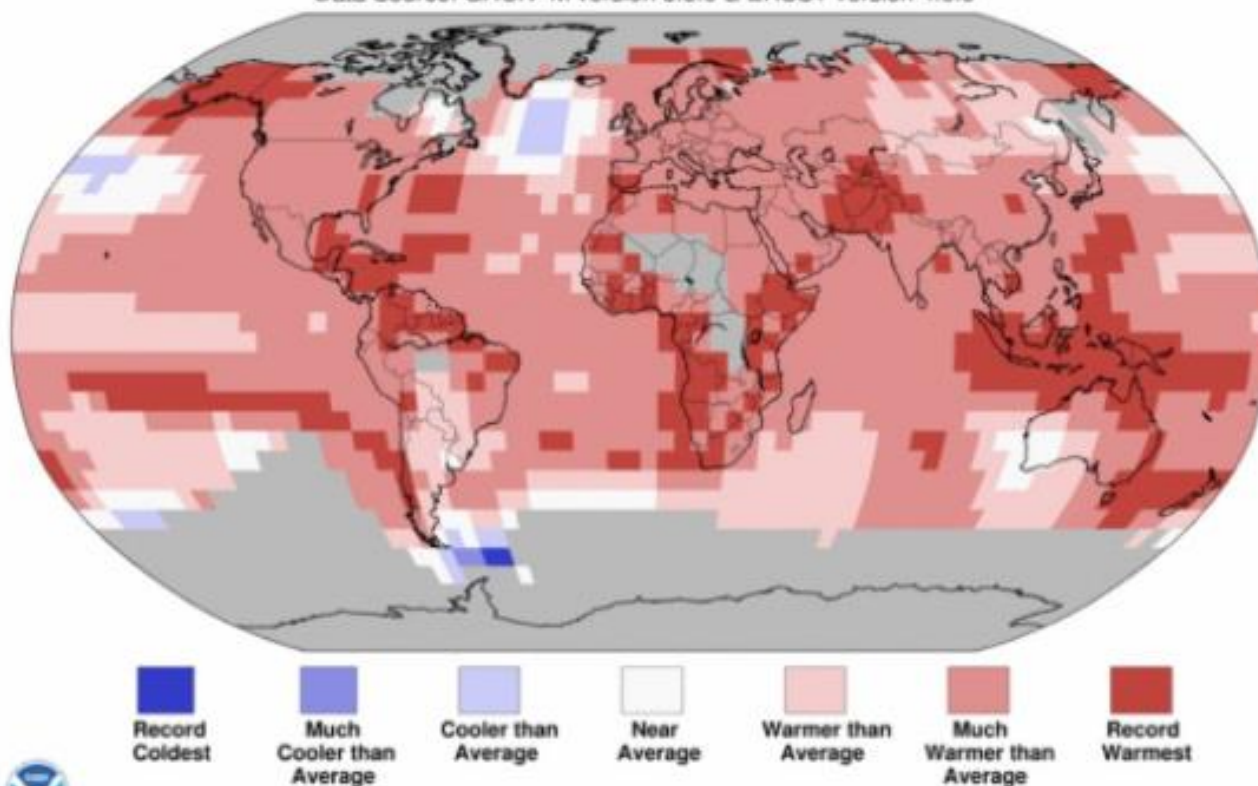 Record
Coldest
Much
Cooler than
Average
Cooler than
Average
Near
Average
Warmer than
Average
Much
Warmer than
Average
Record
Warmest